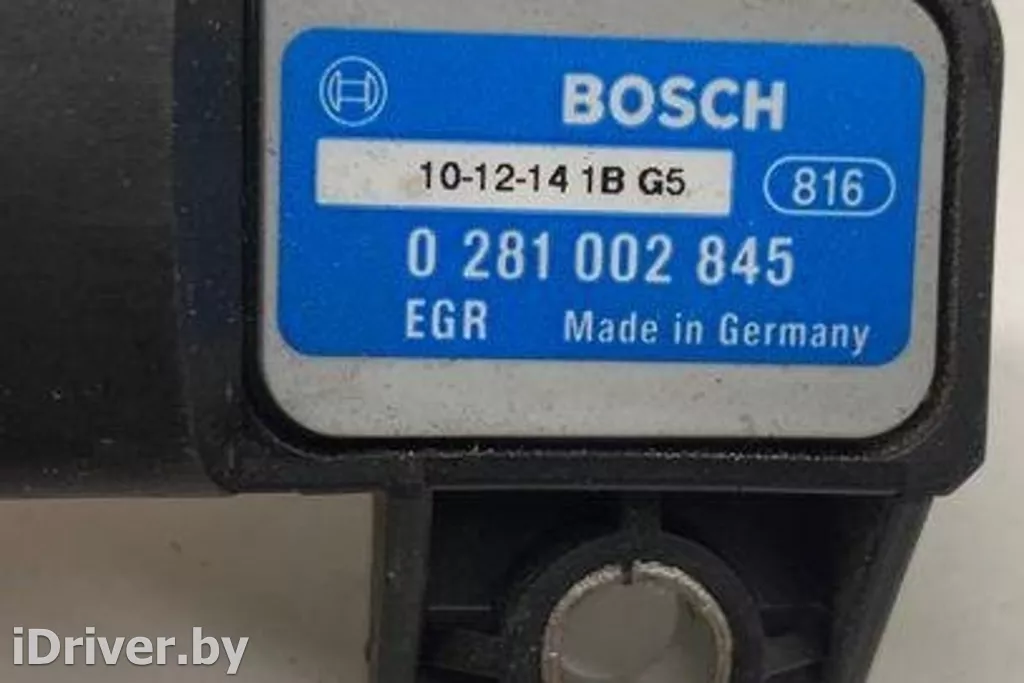 BOSCH
10-12-14 1B G5
816
0 281 002 845
EGR Made in Germany
iDriver.by